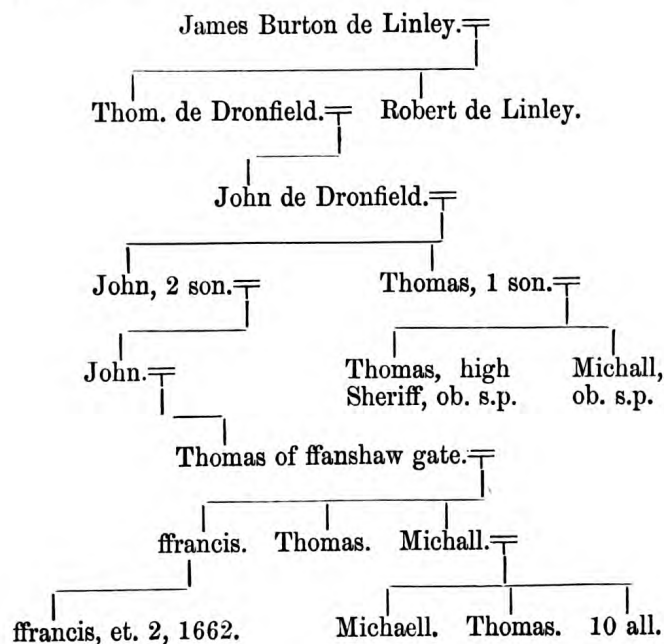 James Burton de Linley.
Thom. de Dronfield. Robert de Linley.
John de Dronfield.
John, 2 son. Thomas, 1 son.
John. Thomas, high Michall,
Sheriff, ob. s.p. ob. s.p.
Thomas of ffanshaw gate.
ffrancis. Thomas. Michall.
ffrancis, et. 2, 1662. Michaell. Thomas. 10 all.